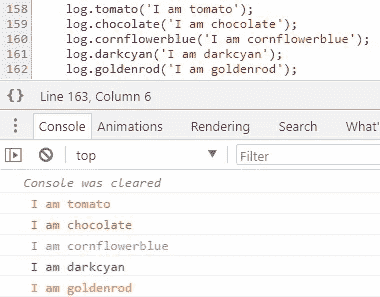 158 log.tomato('I am tomato');
159 log.chocolate('I am chocolate');
160 log.cornflowerblue('I am cornflowerblue');
161 log.darkcyan('I am darkcyan');
162 log.goldenrod('I am goldenrod');
{} Line 163, Column 6
Console Animations Rendering Search What'
top Filter
Console was cleared
I am tomato
I am chocolate
I am cornflowerblue
I am darkcyan
I am goldenrod